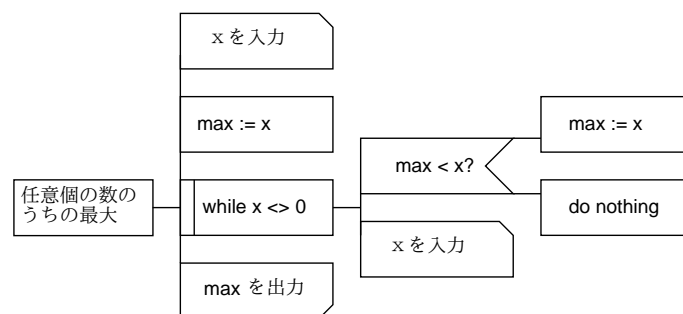 任意個の数の
うちの最大
ｘを入力
max := x
while x <> 0
max < x?
max := x
do nothing
ｘを入力
max を出力